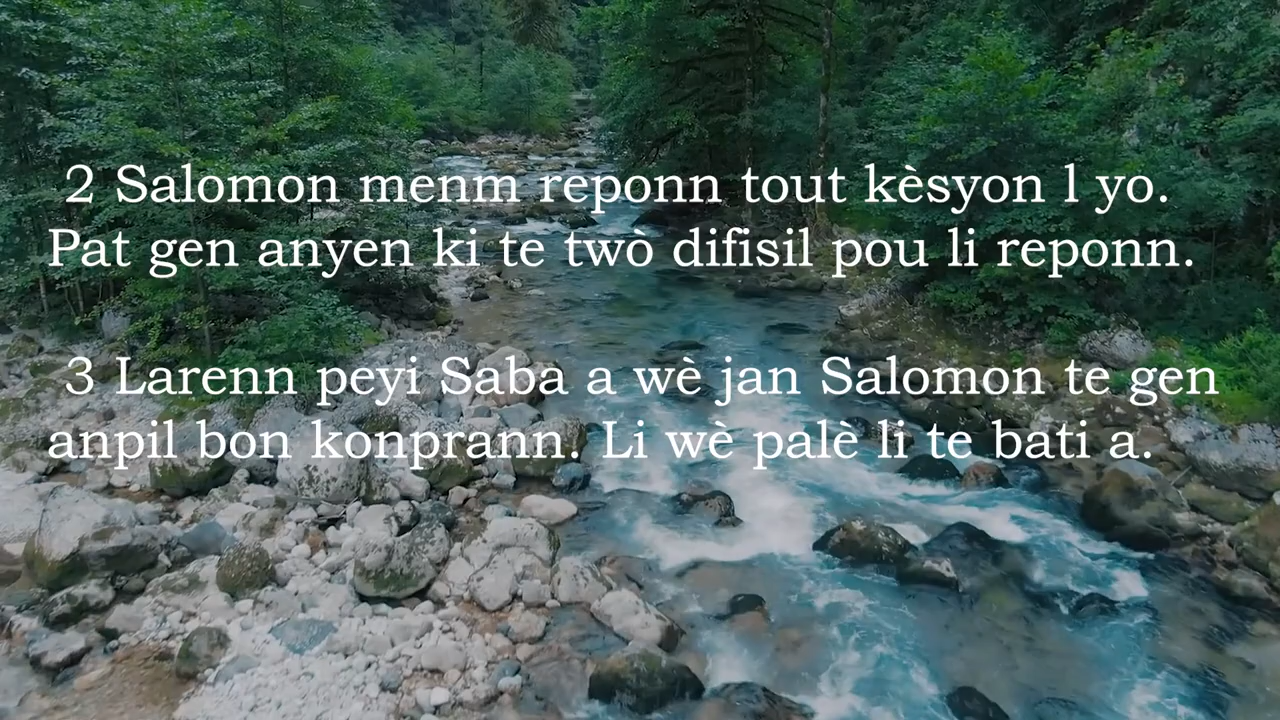 2 Salomon menm reponn tout kèsyon l yo.
Pat gen anyen ki te twò difisil pou li reponn.
3 Larenn peyi Saba a wè jan Salomon te gen
anpil bon konprann. Li wè palè li te bati a.